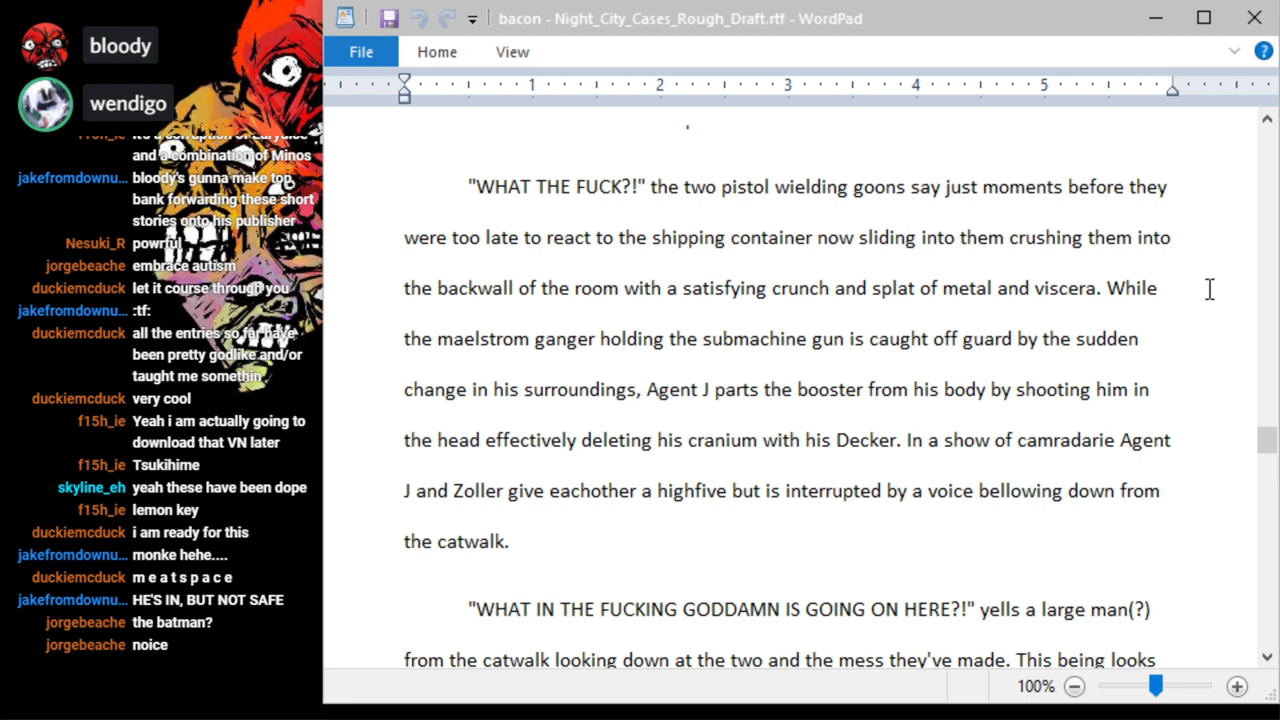 bloody
wendigo
and a combination of Minos
jakefromdownu... bloody's gunna make top
bank forwarding these short
stories onto his publisher
Nesuki_R powrful
jorgebeache embrace autism
duckiemcduck let it course through you
jakefromdownu... :tf:
duckiemcduck all the entries so far have
been pretty godlike and/or
taught me somethin
duckiemcduck very cool
f15h_ie Yeah i am actually going to
download that VN later
f15h_ie Tsukihime
skyline_eh yeah these have been dope
f15h_ie lemon key
duckiemcduck i am ready for this
jakefromdownu... monke hehe....
duckiemcduck m e a t s p a c e
jakefromdownu... HE'S IN, BUT NOT SAFE
jorgebeache the batman?
jorgebeache noice
bacon - Night_City_Cases_Rough_Draft.rtf - WordPad
File Home View
1 2 3 4 5
"WHAT THE FUCK?!" the two pistol wielding goons say just moments before they
were too late to react to the shipping container now sliding into them crushing them into
the backwall of the room with a satisfying crunch and splat of metal and viscera. While
the maelstrom ganger holding the submachine gun is caught off guard by the sudden
change in his surroundings, Agent J parts the booster from his body by shooting him in
the head effectively deleting his cranium with his Decker. In a show of camradarie Agent
J and Zoller give eachother a highfive but is interrupted by a voice bellowing down from
the catwalk.
"WHAT IN THE FUCKING GODDAMN IS GOING ON HERE?!" yells a large man(?)
from the catwalk looking down at the two and the mess they've made. This being looks
100%